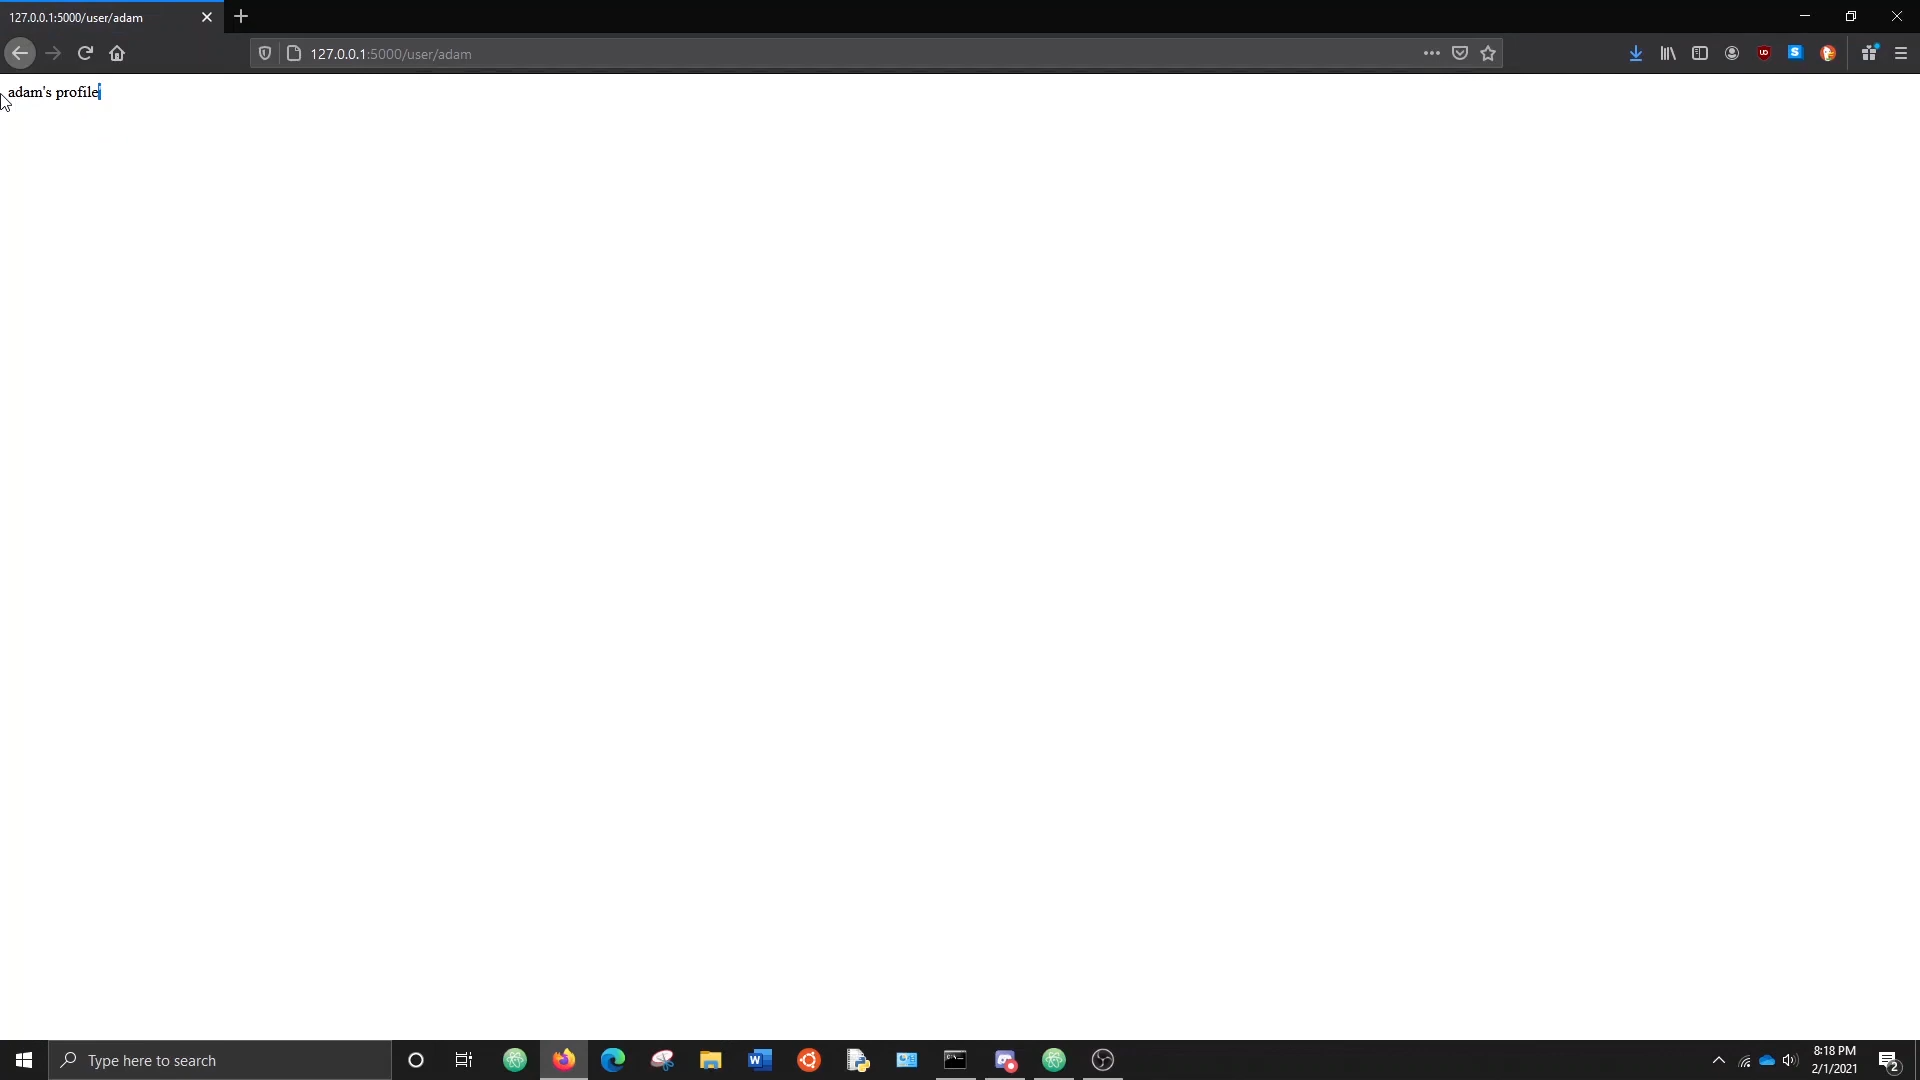 127.0.0.1:5000/user/adam
127.0.0.1:5000/user/adam
adam's profile
Type here to search
8:18 PM
2/1/2021
2